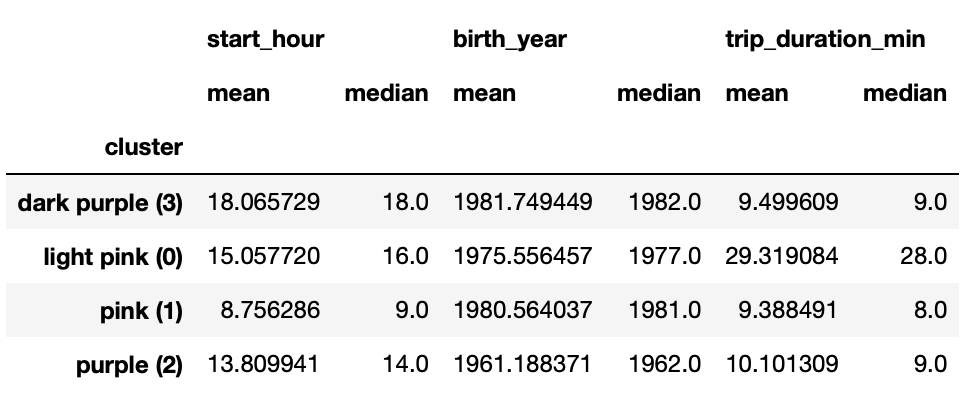 start_hour birth_year trip_duration_min
mean median mean median mean median
cluster
dark purple (3) 18.065729 18.0 1981.749449 1982.0 9.499609 9.0
light pink (0) 15.057720 16.0 1975.556457 1977.0 29.319084 28.0
pink (1) 8.756286 9.0 1980.564037 1981.0 9.388491 8.0
purple (2) 13.809941 14.0 1961.188371 1962.0 10.101309 9.0